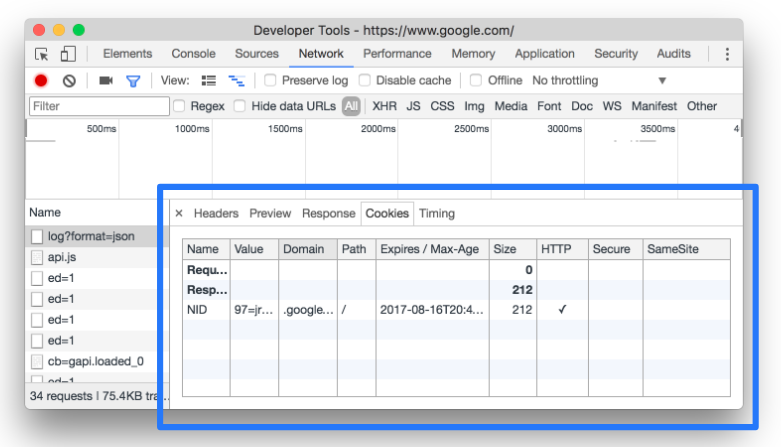 Developer Tools - https://www.google.com/
Elements Console Sources Network Performance Memory Application Security Audits
View: Preserve log Disable cache Offline No throttling
Filter Regex Hide data URLs All XHR JS CSS Img Media Font Doc WS Manifest Other
500ms 1000ms 1500ms 2000ms 2500ms 3000ms 3500ms 4
Name × Headers Preview Response Cookies Timing
log?format=json
api.js
ed=1
ed=1
ed=1
ed=1
cb=gapi.loaded_0
ed=1
34 requests | 75.4KB tra...
Name Value Domain Path Expires / Max-Age Size HTTP Secure SameSite
Requ... 0
Resp... 212
NID 97=jr... .google... / 2017-08-16T20:4... 212 ✓